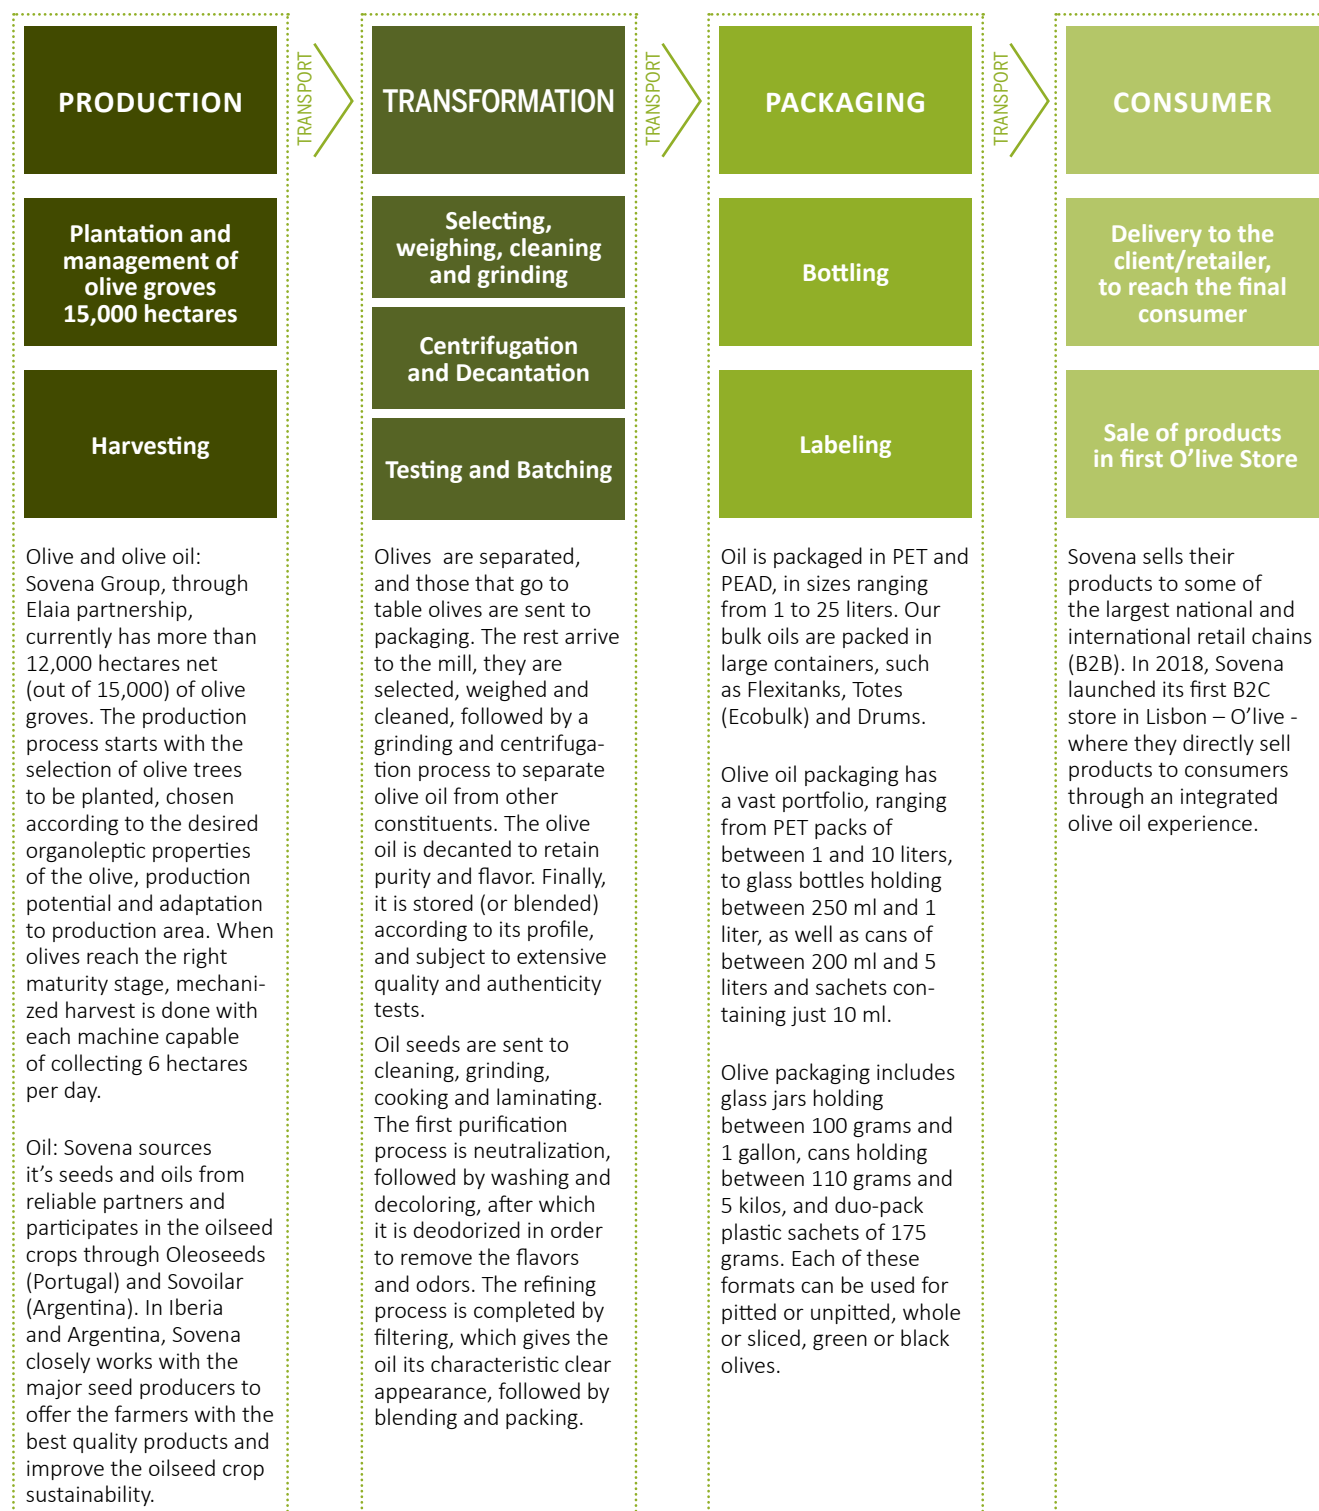 PRODUCTION
Plantation and
management of
olive groves
15,000 hectares
Harvesting
Olive and olive oil:
Sovena Group, through
Elaia partnership,
currently has more than
12,000 hectares net
(out of 15,000) of olive
groves. The production
process starts with the
selection of olive trees
to be planted, chosen
according to the desired
organoleptic properties
of the olive, production
potential and adaptation
to production area. When
olives reach the right
maturity stage, mechani-
zed harvest is done with
each machine capable
of collecting 6 hectares
per day.
Oil: Sovena sources
it’s seeds and oils from
reliable partners and
participates in the oilseed
crops through Oleoseeds
(Portugal) and Sovoilar
(Argentina). In Iberia
and Argentina, Sovena
closely works with the
major seed producers to
offer the farmers with the
best quality products and
improve the oilseed crop
sustainability.
TRANSPORT
TRANSFORMATION
Selecting,
weighing, cleaning
and grinding
Centrifugation
and Decantation
Testing and Batching
Olives are separated,
and those that go to
table olives are sent to
packaging. The rest arrive
to the mill, they are
selected, weighed and
cleaned, followed by a
grinding and centrifuga-
tion process to separate
olive oil from other
constituents. The olive
oil is decanted to retain
purity and flavor. Finally,
it is stored (or blended)
according to its profile,
and subject to extensive
quality and authenticity
tests.
Oil seeds are sent to
cleaning, grinding,
cooking and laminating.
The first purification
process is neutralization,
followed by washing and
decoloring, after which
it is deodorized in order
to remove the flavors
and odors. The refining
process is completed by
filtering, which gives the
oil its characteristic clear
appearance, followed by
blending and packing.
TRANSPORT
PACKAGING
Bottling
Labeling
Oil is packaged in PET and
PEAD, in sizes ranging
from 1 to 25 liters. Our
bulk oils are packed in
large containers, such
as Flexitanks, Totes
(Ecobulk) and Drums.
Olive oil packaging has
a vast portfolio, ranging
from PET packs of
between 1 and 10 liters,
to glass bottles holding
between 250 ml and 1
liter, as well as cans of
between 200 ml and 5
liters and sachets con-
taining just 10 ml.
Olive packaging includes
glass jars holding
between 100 grams and
1 gallon, cans holding
between 110 grams and
5 kilos, and duo-pack
plastic sachets of 175
grams. Each of these
formats can be used for
pitted or unpitted, whole
or sliced, green or black
olives.
TRANSPORT
CONSUMER
Delivery to the
client/retailer,
to reach the final
consumer
Sale of products
in first O’live Store
Sovena sells their
products to some of
the largest national and
international retail chains
(B2B). In 2018, Sovena
launched its first B2C
store in Lisbon – O’live -
where they directly sell
products to consumers
through an integrated
olive oil experience.